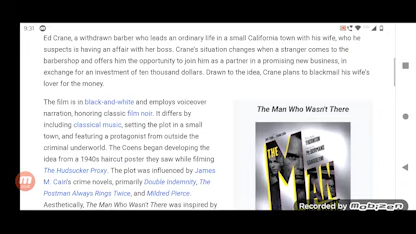 9:31
Ed Crane, a withdrawn barber who leads an ordinary life in a small California town with his wife, who he
suspects is having an affair with her boss. Crane's situation changes when a stranger comes to the
barbershop and offers him the opportunity to join him as a partner in a promising new business, in
exchange for an investment of ten thousand dollars. Drawn to the idea, Crane plans to blackmail his wife's
lover for the money.
The film is in black-and-white and employs voiceover
narration, honoring classic film noir. It differs by
including classical music, setting the plot in a small
town, and featuring a protagonist from outside the
criminal underworld. The Coens began developing the
idea from a 1940s haircut poster they saw while filming
The Hudsucker Proxy. The plot was influenced by James
M. Cain's crime novels, primarily Double Indemnity, The
Postman Always Rings Twice, and Mildred Pierce.
Aesthetically, The Man Who Wasn't There was inspired by
The Man Who Wasn't There
THE
MAN
Recorded by mobizen